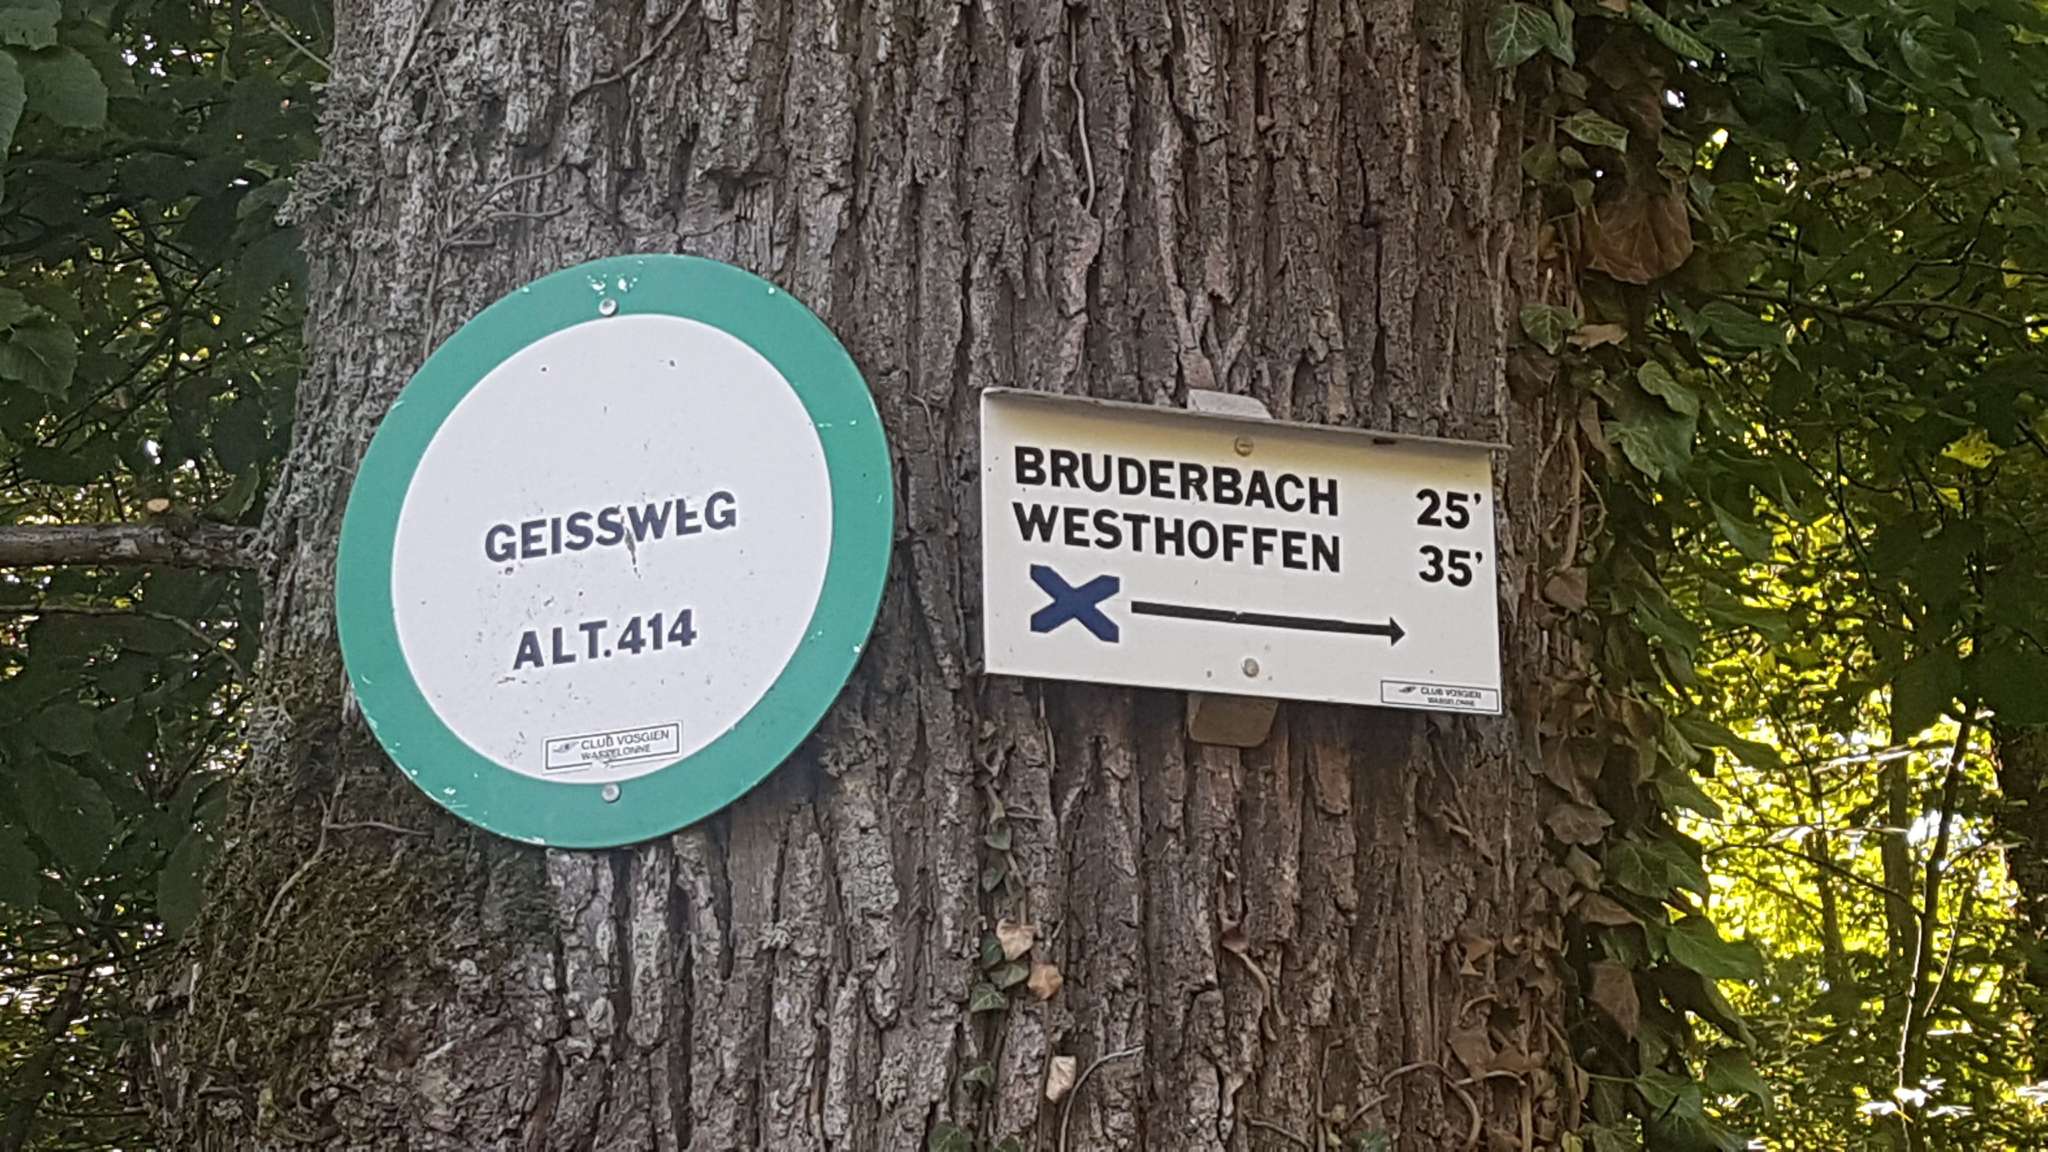 GEISSWEG
ALT.414
CLUB VOSGIEN
WASSELONNE
BRUDERBACH 25'
WESTHOFFEN 35'
CLUB VOSGIEN
WASSELONNE